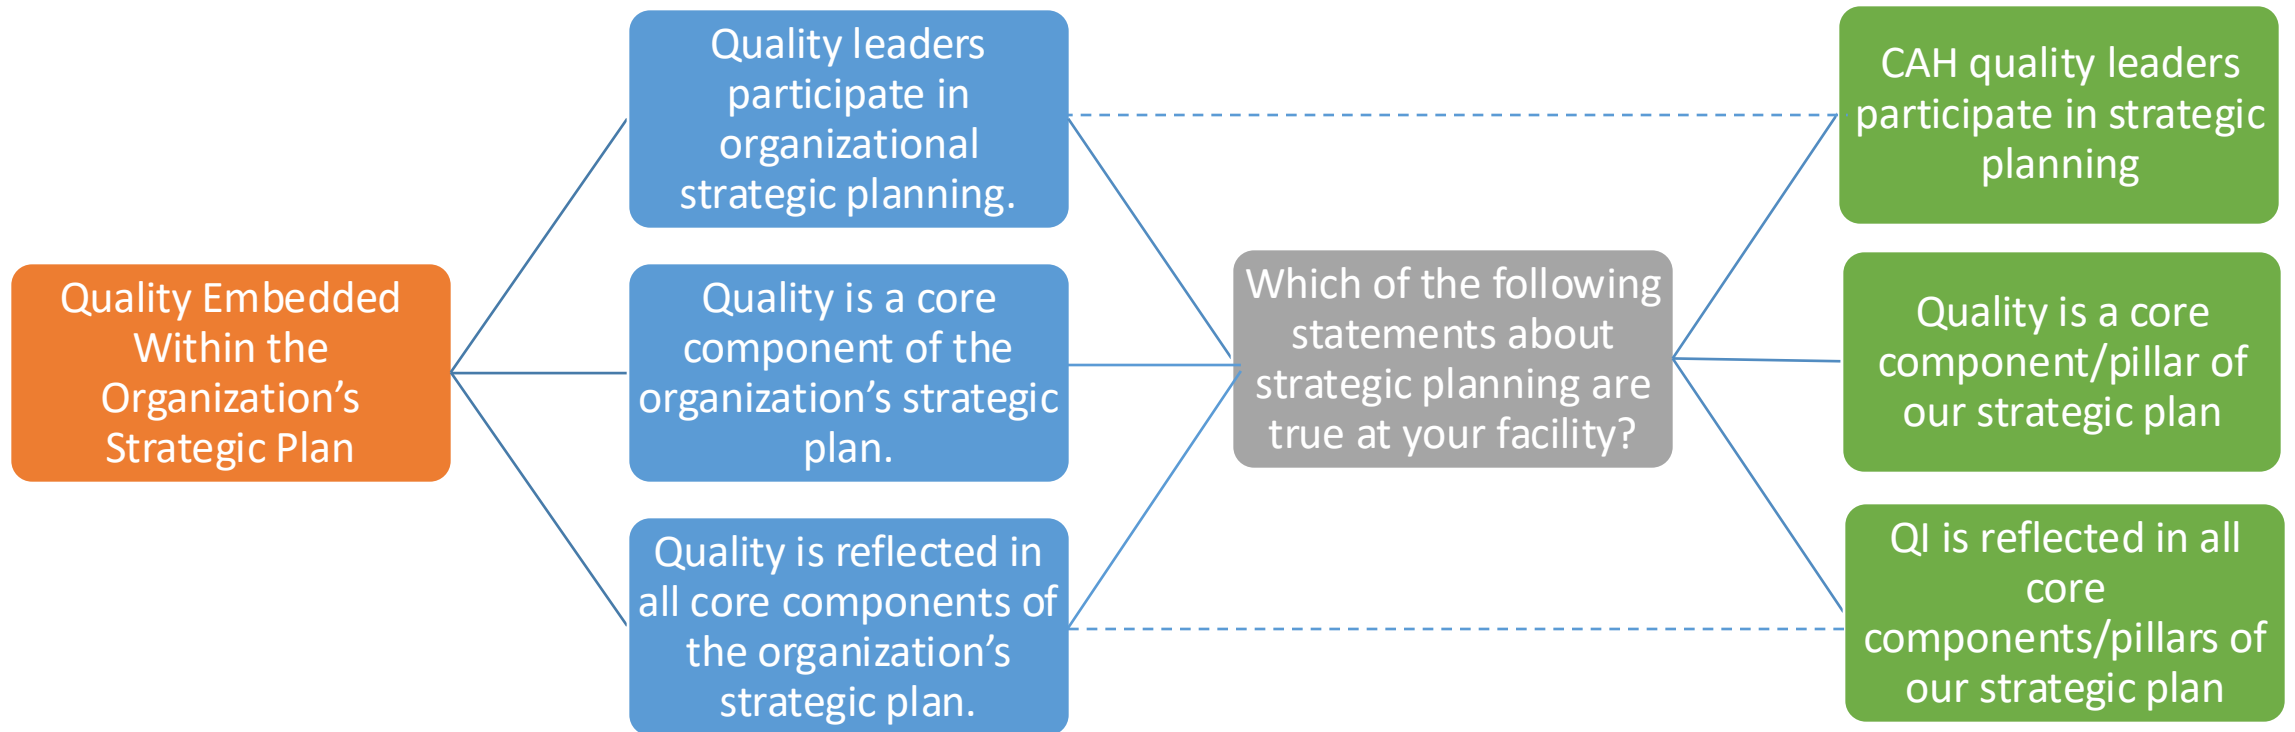 Quality Embedded
Within the
Organization’s
Strategic Plan
Quality leaders
participate in
organizational
strategic planning.
Quality is a core
component of the
organization’s strategic
plan.
Quality is reflected in
all core components of
the organization’s
strategic plan.
Which of the following
statements about
strategic planning are
true at your facility?
CAH quality leaders
participate in strategic
planning
Quality is a core
component/pillar of
our strategic plan
QI is reflected in all
core
components/pillars of
our strategic plan